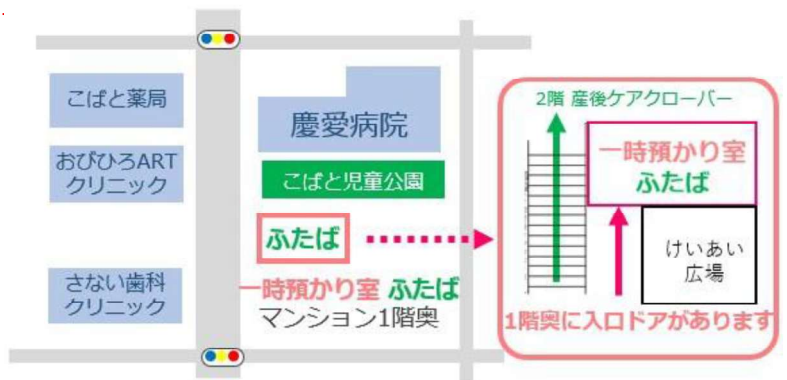 こばと薬局
おびひろART
クリニック
さない歯科
クリニック
慶愛病院
こばと児童公園
ふたば
一時預かり室 ふたば
マンション1階奥
2階 産後ケアクローバー
一時預かり室
ふたば
けいあい
広場
1階奥に入口ドアがあります